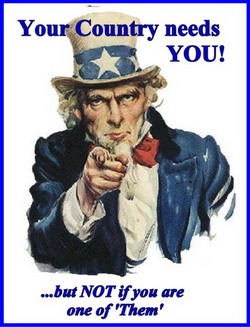 Your Country needs
YOU!
...but NOT if you are
one of 'Them'